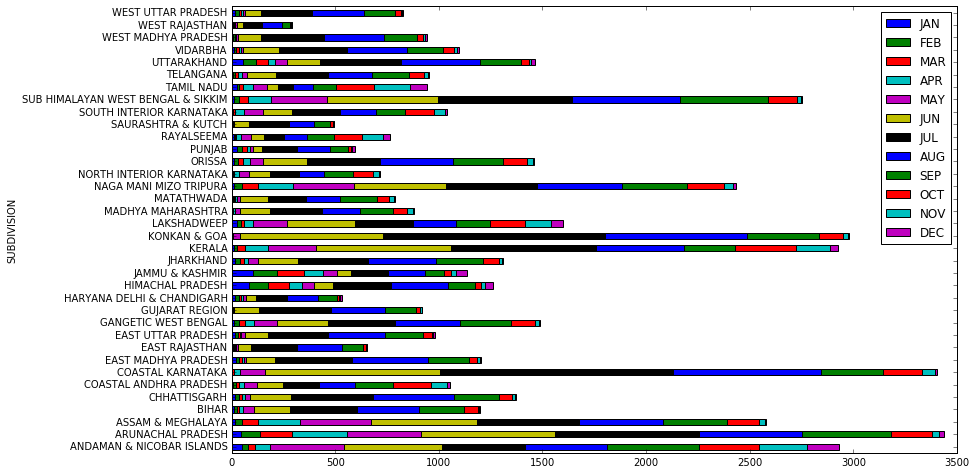 WEST UTTAR PRADESH
WEST RAJASTHAN
WEST MADHYA PRADESH
VIDARBHA
UTTARAKHAND
TELANGANA
TAMIL NADU
SUB HIMALAYAN WEST BENGAL & SIKKIM
SOUTH INTERIOR KARNATAKA
SAURASHTRA & KUTCH
RAYALSEEMA
PUNJAB
ORISSA
NORTH INTERIOR KARNATAKA
NAGA MANI MIZO TRIPURA
MATATHWADA
MADHYA MAHARASHTRA
LAKSHADWEEP
KONKAN & GOA
KERALA
JHARKHAND
JAMMU & KASHMIR
HIMACHAL PRADESH
HARYANA DELHI & CHANDIGARH
GUJARAT REGION
GANGETIC WEST BENGAL
EAST UTTAR PRADESH
EAST RAJASTHAN
EAST MADHYA PRADESH
COASTAL KARNATAKA
COASTAL ANDHRA PRADESH
CHHATTISGARH
BIHAR
ASSAM & MEGHALAYA
ARUNACHAL PRADESH
ANDAMAN & NICOBAR ISLANDS
SUBDIVISION
0 500 1000 1500 2000 2500 3000 3500
JAN
FEB
MAR
APR
MAY
JUN
JUL
AUG
SEP
OCT
NOV
DEC